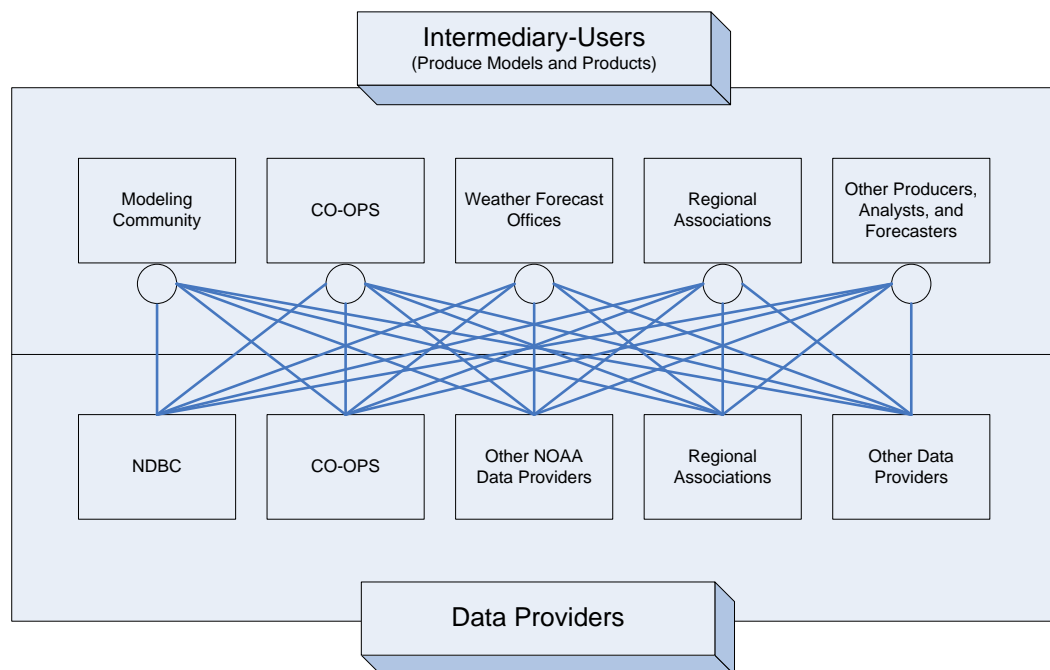 Intermediary-Users
(Produce Models and Products)
Modeling
Community
CO-OPS
Weather Forecast
Offices
Regional
Associations
Other Producers,
Analysts, and
Forecasters
NDBC
CO-OPS
Other NOAA
Data Providers
Regional
Associations
Other Data
Providers
Data Providers